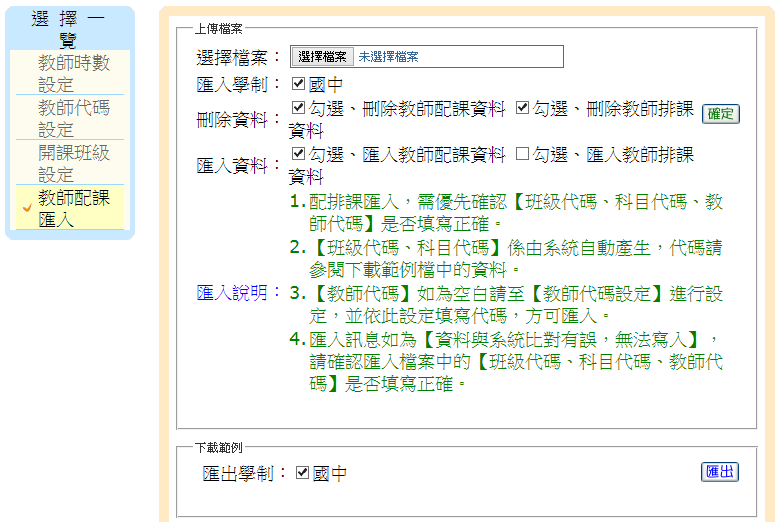 選 擇 一
覽
教師時數
設定
教師代碼
設定
開課班級
設定
教師配課
匯入
上傳檔案
選擇檔案： 選擇檔案 未選擇檔案
匯入學制： 國中
刪除資料： 勾選、刪除教師配課資料 勾選、刪除教師排課
資料
確定
匯入資料： 勾選、匯入教師配課資料 勾選、匯入教師排課
資料
匯入說明：
1. 配排課匯入，需優先確認【班級代碼、科目代碼、教
師代碼】是否填寫正確。
2. 【班級代碼、科目代碼】係由系統自動產生，代碼請
參閱下載範例檔中的資料。
3. 【教師代碼】如為空白請至【教師代碼設定】進行設
定，並依此設定填寫代碼，方可匯入。
4. 匯入訊息如為【資料與系統比對有誤，無法寫入】，
請確認匯入檔案中的【班級代碼、科目代碼、教師代
碼】是否填寫正確。
下載範例
匯出學制： 國中
匯出